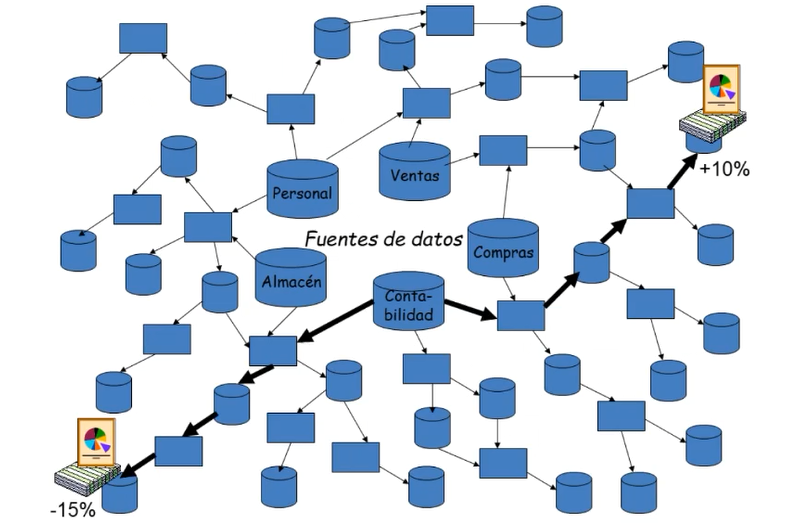 +10%
Ventas
Personal
Fuentes de datos
Compras
Almacén
Conta-
bilidad
-15%